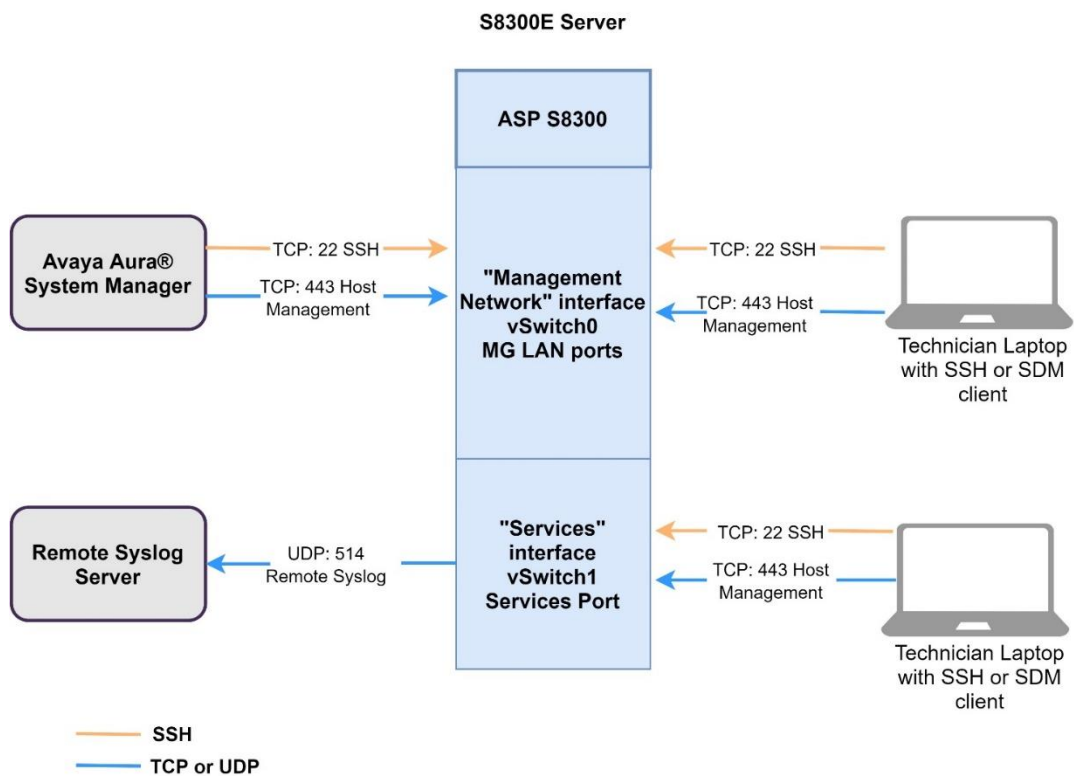 S8300E Server
ASP S8300
Avaya Aura®
System Manager
TCP: 22 SSH
TCP: 443 Host
Management
"Management
Network" interface
vSwitch0
MG LAN ports
TCP: 22 SSH
TCP: 443 Host
Management
Technician Laptop
with SSH or SDM
client
Remote Syslog
Server
UDP: 514
Remote Syslog
"Services"
interface
vSwitch1
Services Port
TCP: 22 SSH
TCP: 443 Host
Management
Technician Laptop
with SSH or SDM
client
SSH
TCP or UDP